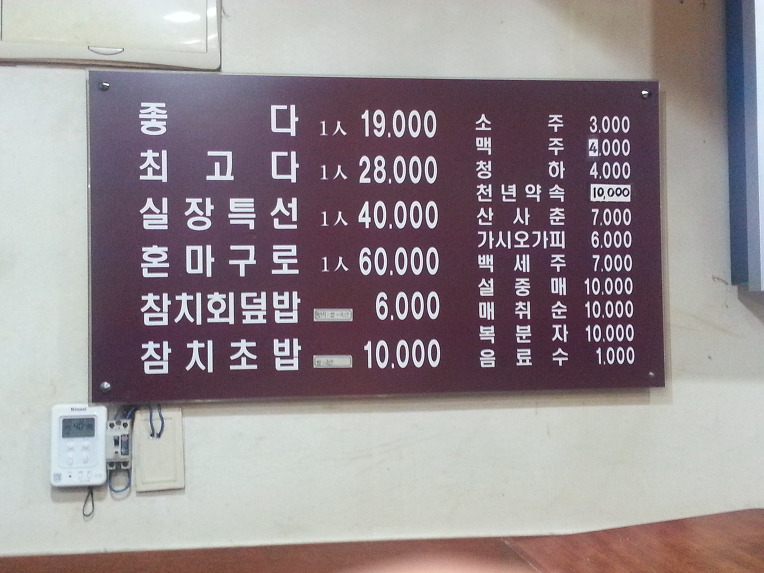 좋다 1人 19,000
최고다 1人 28,000
실장특선 1人 40,000
혼마구로 1人 60,000
참치회덮밥 6,000
참치초밥 10,000
소주 3,000
맥주 4,000
청하 4,000
천년약속 10,000
산사춘 7,000
가시오가피 6,000
백세주 7,000
설중매 10,000
매취순 10,000
복분자 10,000
음료수 1,000
Rinnai
40